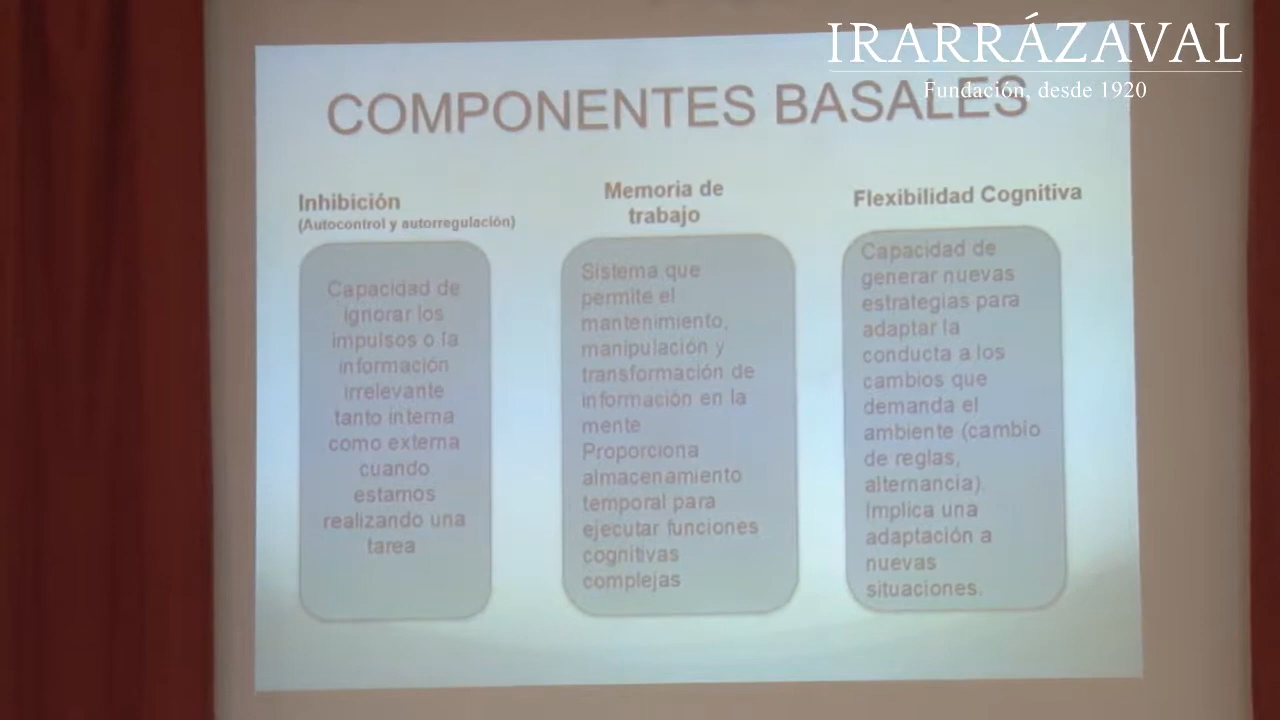 IRARRÁZAVAL
Fundación, desde 1920
COMPONENTES BASALES
Inhibición
(Autocontrol y autorregulación)
Capacidad de
ignorar los
impulsos o la
información
irrelevante
tanto interna
como externa
cuando
estamos
realizando una
tarea
Memoria de
trabajo
Sistema que
permite el
mantenimiento,
manipulación y
transformación de
información en la
mente
Proporciona
almacenamiento
temporal para
ejecutar funciones
cognitivas
complejas
Flexibilidad Cognitiva
Capacidad de
generar nuevas
estrategias para
adaptar la
conducta a los
cambios que
demanda el
ambiente (cambio
de reglas,
alternancia).
Implica una
adaptación a
nuevas
situaciones.